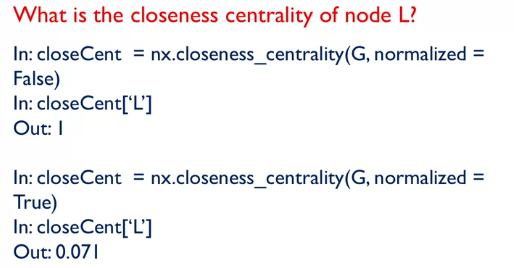 What is the closeness centrality of node L?
In: closeCent  = nx.closeness_centrality(G, normalized =
False)
In: closeCent[‘L’]
Out: 1
In: closeCent  = nx.closeness_centrality(G, normalized =
True)
In: closeCent[‘L’]
Out: 0.071